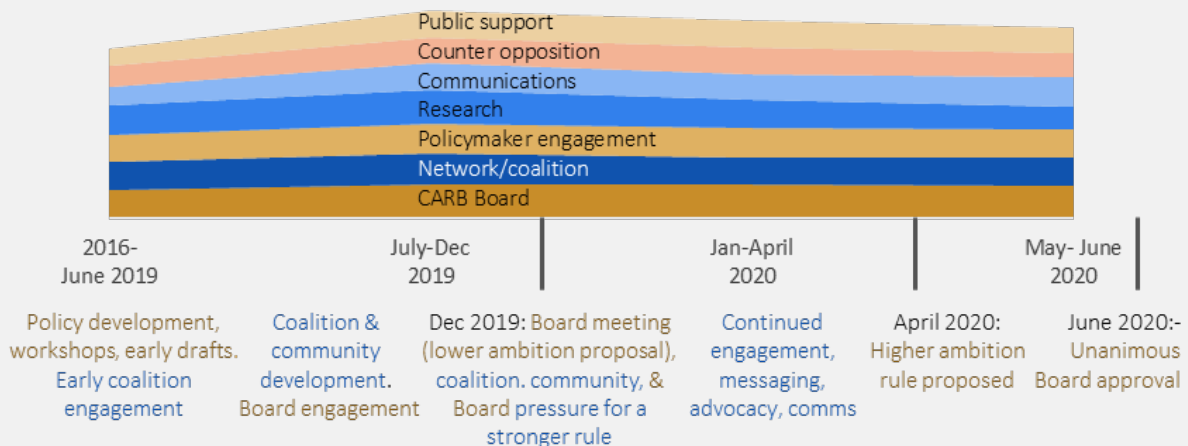 Public support
Counter opposition
Communications
Research
Policymaker engagement
Network/coalition
CARB Board
2016-
June 2019
July-Dec
2019
Jan-April
2020
May- June
2020
Policy development,
workshops, early drafts.
Early coalition
engagement
Coalition &
community
development.
Board engagement
Dec 2019: Board meeting
(lower ambition proposal),
coalition. community, &
Board pressure for a
stronger rule
Continued
engagement,
messaging,
advocacy, comms
April 2020:
Higher ambition
rule proposed
June 2020:-
Unanimous
Board approval